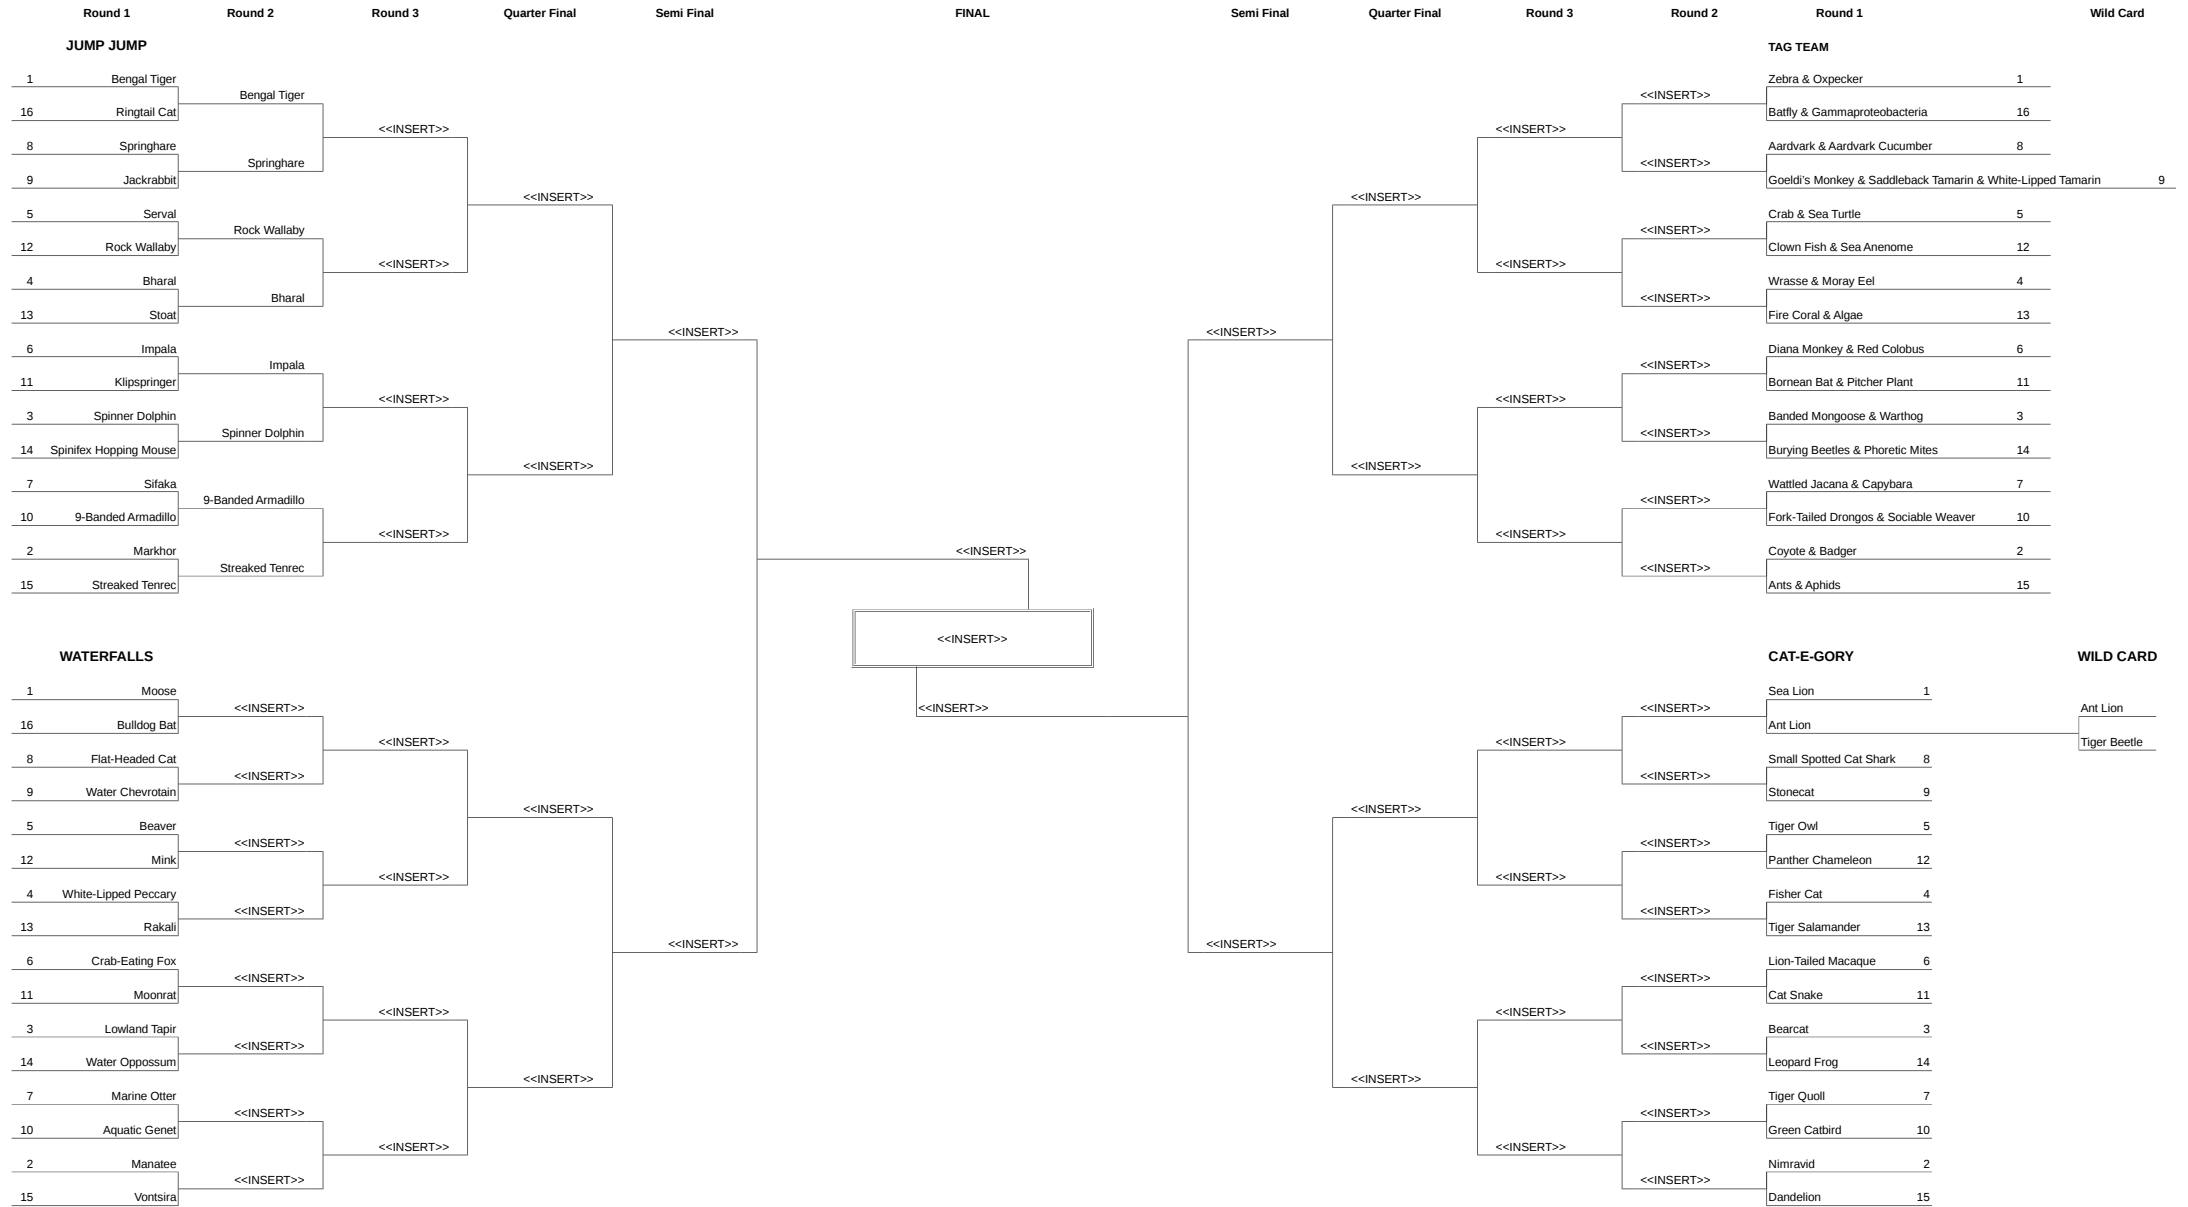 Round 1 Round 2 Round 3 Quarter Final Semi Final FINAL Semi Final Quarter Final Round 3 Round 2 Round 1 Wild Card
JUMP JUMP TAG TEAM
1 Bengal Tiger Zebra & Oxpecker 1
Bengal Tiger <<INSERT>>
16 Ringtail Cat Batfly & Gammaproteobacteria 16
<<INSERT>> <<INSERT>>
8 Springhare Aardvark & Aardvark Cucumber 8
Springhare <<INSERT>>
9 Jackrabbit Goeldi's Monkey & Saddleback Tamarin & White-Lipped Tamarin 9
<<INSERT>> <<INSERT>>
5 Serval Crab & Sea Turtle 5
Rock Wallaby <<INSERT>>
12 Rock Wallaby Clown Fish & Sea Anenome 12
<<INSERT>> <<INSERT>>
4 Bharal Wrasse & Moray Eel 4
Bharal <<INSERT>>
13 Stoat Fire Coral & Algae 13
<<INSERT>> <<INSERT>>
6 Impala Diana Monkey & Red Colobus 6
Impala <<INSERT>>
11 Klipspringer Bornean Bat & Pitcher Plant 11
<<INSERT>> <<INSERT>>
3 Spinner Dolphin Banded Mongoose & Warthog 3
Spinner Dolphin <<INSERT>>
14 Spinifex Hopping Mouse Burying Beetles & Phoretic Mites 14
<<INSERT>> <<INSERT>>
7 Sifaka Wattled Jacana & Capybara 7
9-Banded Armadillo <<INSERT>>
10 9-Banded Armadillo Fork-Tailed Drongos & Sociable Weaver 10
<<INSERT>> <<INSERT>>
2 Markhor <<INSERT>> Coyote & Badger 2
Streaked Tenrec <<INSERT>>
15 Streaked Tenrec Ants & Aphids 15
<<INSERT>>
WATERFALLS CAT-E-GORY WILD CARD
1 Moose Sea Lion 1
<<INSERT>> <<INSERT>> <<INSERT>> Ant Lion
16 Bulldog Bat Ant Lion
<<INSERT>> <<INSERT>> Tiger Beetle
8 Flat-Headed Cat Small Spotted Cat Shark 8
<<INSERT>> <<INSERT>>
9 Water Chevrotain Stonecat 9
<<INSERT>> <<INSERT>>
5 Beaver Tiger Owl 5
<<INSERT>> <<INSERT>>
12 Mink Panther Chameleon 12
<<INSERT>> <<INSERT>>
4 White-Lipped Peccary Fisher Cat 4
<<INSERT>> <<INSERT>>
13 Rakali Tiger Salamander 13
<<INSERT>> <<INSERT>>
6 Crab-Eating Fox Lion-Tailed Macaque 6
<<INSERT>> <<INSERT>>
11 Moonrat Cat Snake 11
<<INSERT>> <<INSERT>>
3 Lowland Tapir Bearcat 3
<<INSERT>> <<INSERT>>
14 Water Oppossum Leopard Frog 14
<<INSERT>> <<INSERT>>
7 Marine Otter Tiger Quoll 7
<<INSERT>> <<INSERT>>
10 Aquatic Genet Green Catbird 10
<<INSERT>> <<INSERT>>
2 Manatee Nimravid 2
<<INSERT>> <<INSERT>>
15 Vontsira Dandelion 15